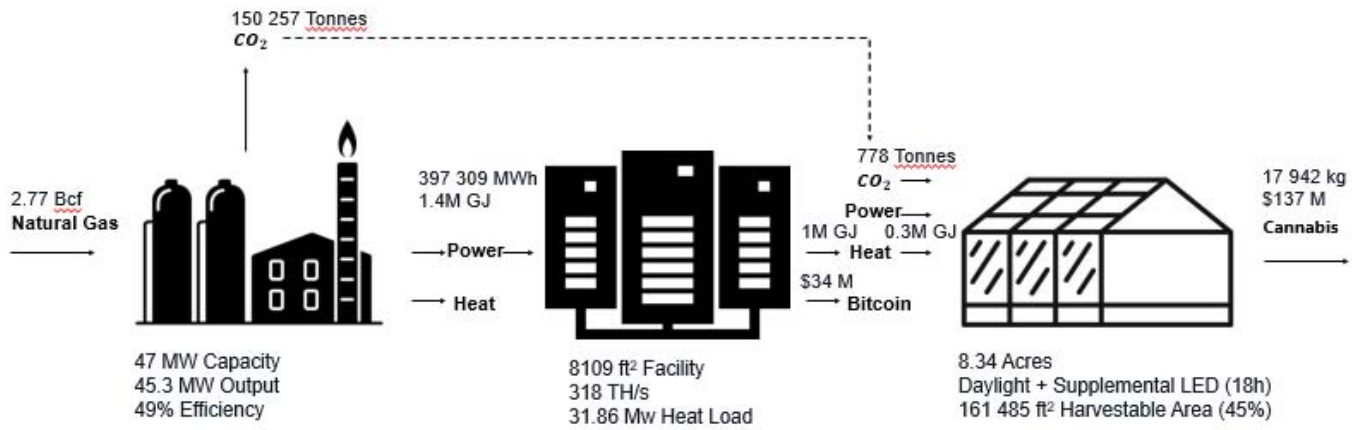 150 257 Tonnes
CO₂
2.77 Bcf
Natural Gas
397 309 MWh
1.4M GJ
Power
Heat
778 Tonnes
CO₂
Power
1M GJ 0.3M GJ
Heat
$34 M
Bitcoin
17 942 kg
$137 M
Cannabis
47 MW Capacity
45.3 MW Output
49% Efficiency
8109 ft² Facility
318 TH/s
31.86 Mw Heat Load
8.34 Acres
Daylight + Supplemental LED (18h)
161 485 ft² Harvestable Area (45%)